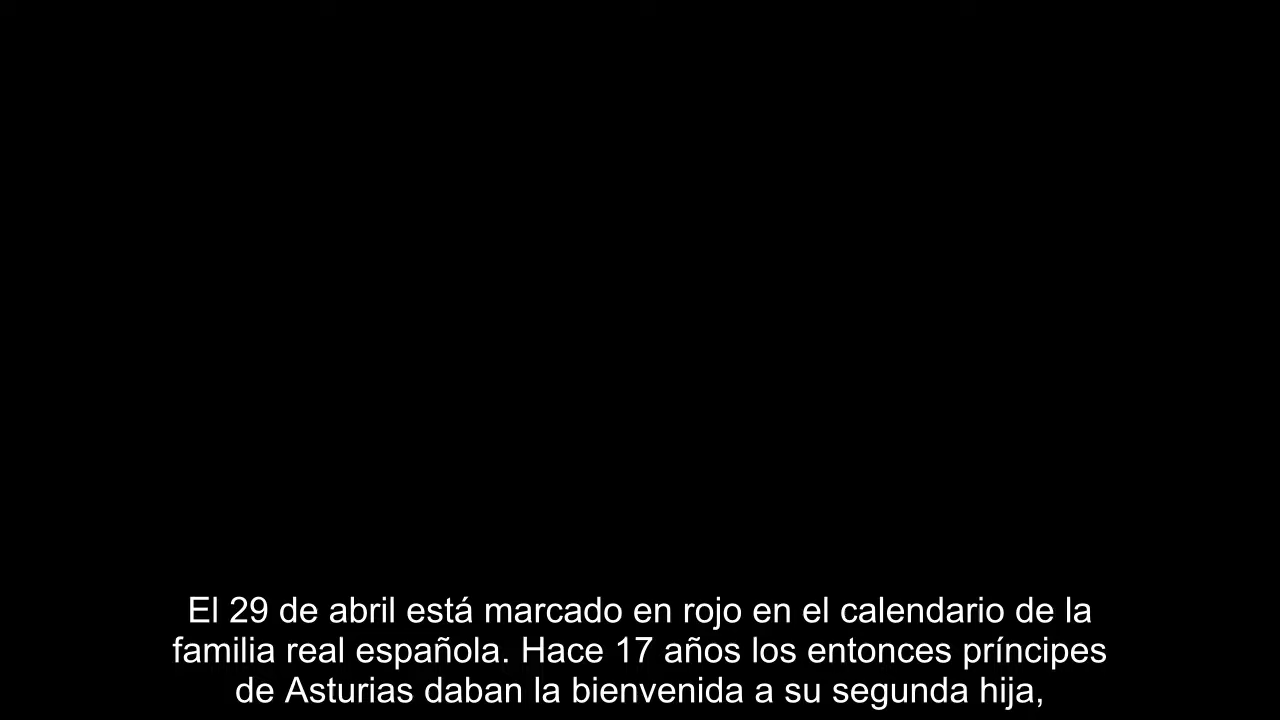 El 29 de abril está marcado en rojo en el calendario de la
familia real española. Hace 17 años los entonces príncipes
de Asturias daban la bienvenida a su segunda hija,